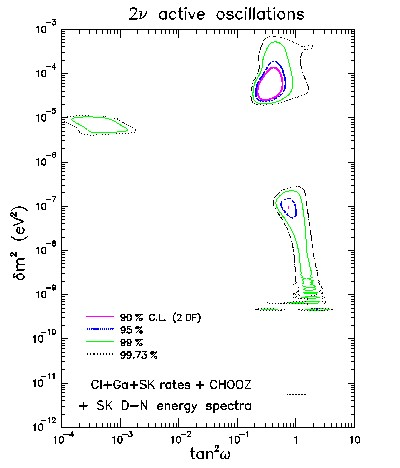 2ν active oscillations
10⁻³
10⁻⁴
10⁻⁵
10⁻⁶
10⁻⁷
10⁻⁸
10⁻⁹
10⁻¹⁰
10⁻¹¹
10⁻¹²
δm² (eV²)
90 % C.L. (2 DF)
95 %
99 %
99.73 %
Cl+Ga+SK rates + CHOOZ
+ SK D–N energy spectra
10⁻⁴ 10⁻³ 10⁻² 10⁻¹ 1 10
tan²ω